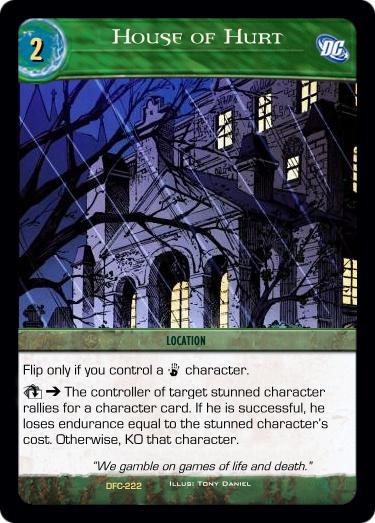 2
HOUSE OF HURT
DC
LOCATION
Flip only if you control a character.
➔ The controller of target stunned character
rallies for a character card. If he is successful, he
loses endurance equal to the stunned character's
cost. Otherwise, KO that character.
"We gamble on games of life and death."
DFC-222 ILLUS: TONY DANIEL